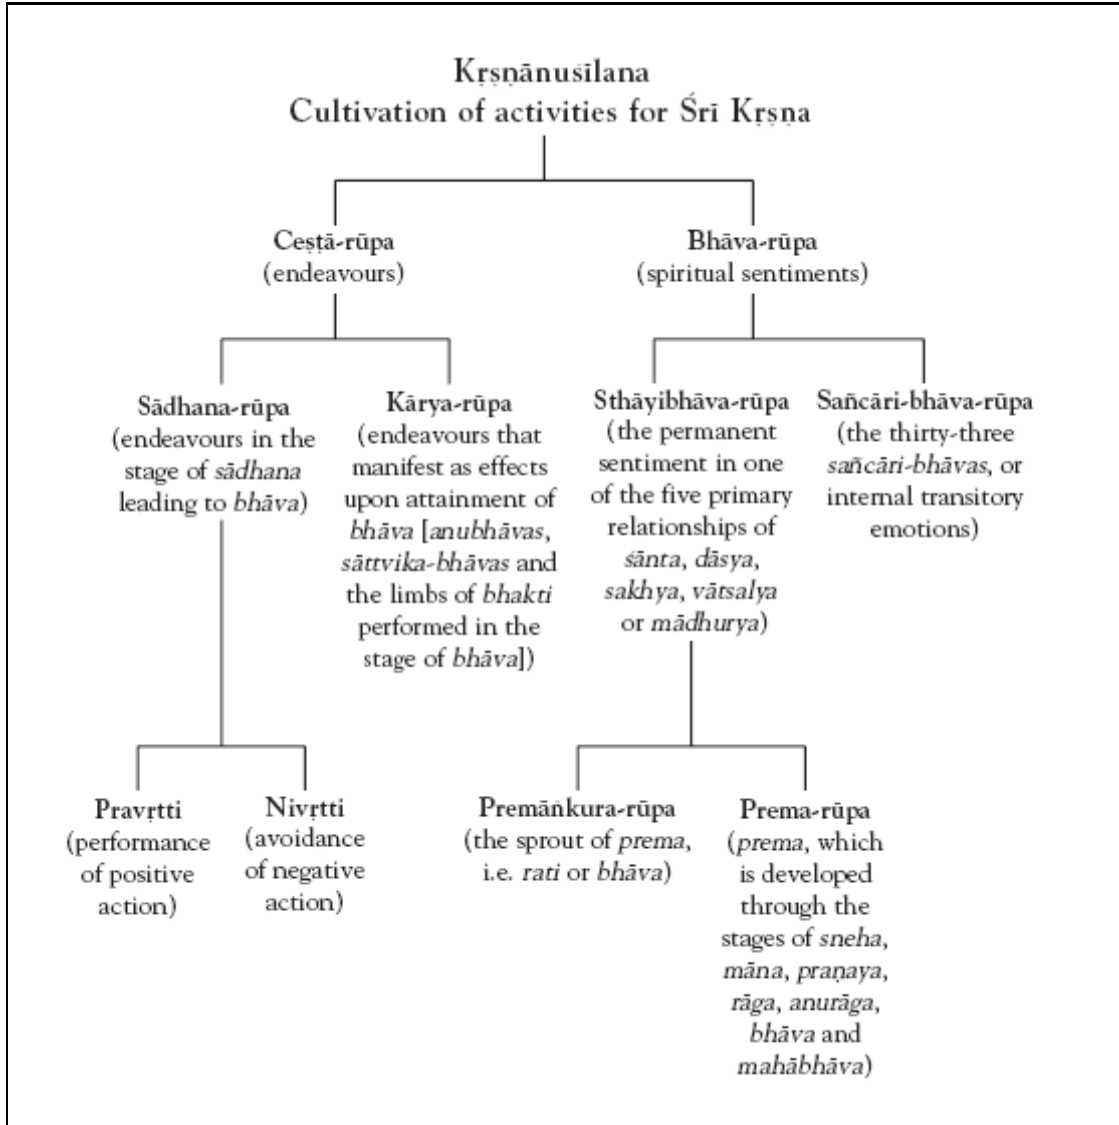 Kṛṣṇānuśīlana
Cultivation of activities for Śrī Kṛṣṇa
Ceṣṭā-rūpa
(endeavours)
Bhāva-rūpa
(spiritual sentiments)
Sādhana-rūpa
(endeavours in the
stage of sādhana
leading to bhāva)
Kārya-rūpa
(endeavours that
manifest as effects
upon attainment of
bhāva [anubhāvas,
sāttvika-bhāvas and
the limbs of bhakti
performed in the
stage of bhāva])
Sthāyibhāva-rūpa
(the permanent
sentiment in one
of the five primary
relationships of
śānta, dāsya,
sakhya, vātsalya
or mādhurya)
Sañcāri-bhāva-rūpa
(the thirty-three
sañcāri-bhāvas, or
internal transitory
emotions)
Pravṛtti
(performance
of positive
action)
Nivṛtti
(avoidance
of negative
action)
Premāṅkura-rūpa
(the sprout of prema,
i.e. rati or bhāva)
Prema-rūpa
(prema, which
is developed
through the
stages of sneha,
māna, praṇaya,
rāga, anurāga,
bhāva and
mahābhāva)